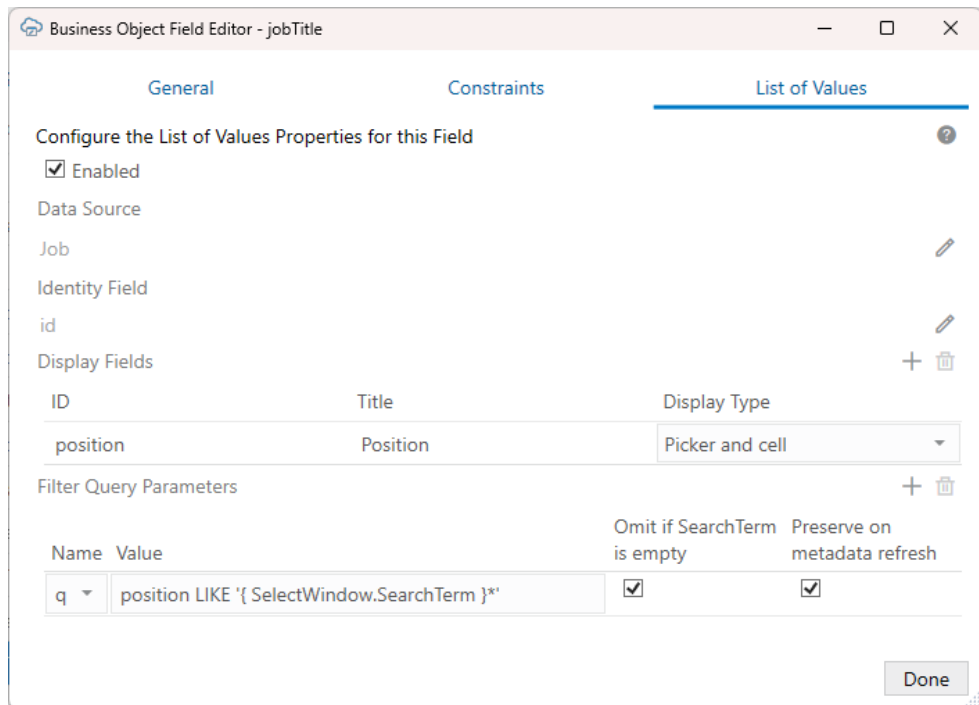 Business Object Field Editor - jobTitle
General Constraints List of Values
Configure the List of Values Properties for this Field
Enabled
Data Source
Job
Identity Field
id
Display Fields
ID Title Display Type
position Position Picker and cell
Filter Query Parameters
Name Value Omit if SearchTerm is empty Preserve on metadata refresh
q position LIKE '{ SelectWindow.SearchTerm }*'
Done